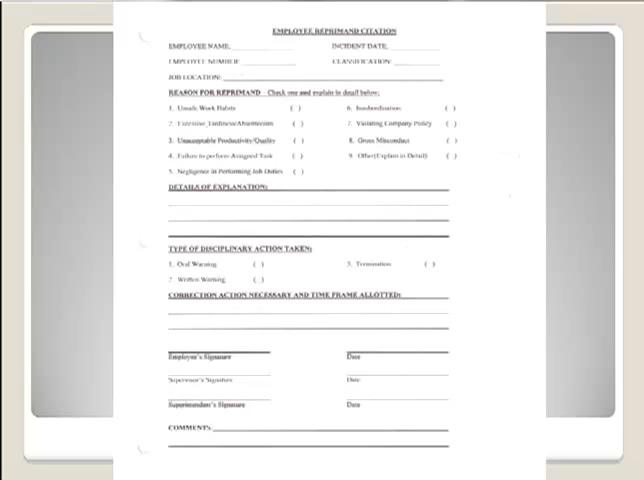 EMPLOYEE REPRIMAND CITATION
EMPLOYEE NAME: INCIDENT DATE:
EMPLOYEE NUMBER: CLASSIFICATION:
JOB LOCATION:
REASON FOR REPRIMAND – Check one and explain in detail below:
1. Unsafe Work Habits ( ) 6. Insubordination ( )
2. Excessive Tardiness/Absenteeism ( ) 7. Violating Company Policy ( )
3. Unacceptable Productivity/Quality ( ) 8. Gross Misconduct ( )
4. Failure to perform Assigned Task ( ) 9. Other(Explain in Detail) ( )
5. Negligence in Performing Job Duties ( )
DETAILS OF EXPLANATION:
TYPE OF DISCIPLINARY ACTION TAKEN:
1. Oral Warning ( ) 3. Termination ( )
2. Written Warning ( )
CORRECTION ACTION NECESSARY AND TIME FRAME ALLOTTED:
Employee's Signature Date
Supervisor's Signature Date
Superintendent's Signature Date
COMMENTS: